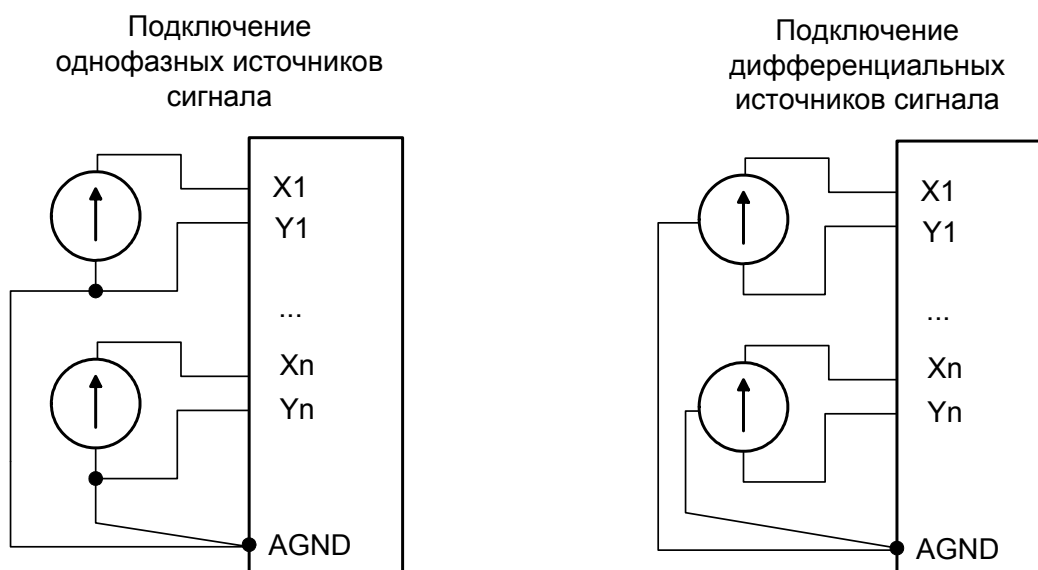 Подключение
однофазных источников
сигнала
X1
Y1
...
Xn
Yn
AGND
Подключение
дифференциальных
источников сигнала
X1
Y1
...
Xn
Yn
AGND